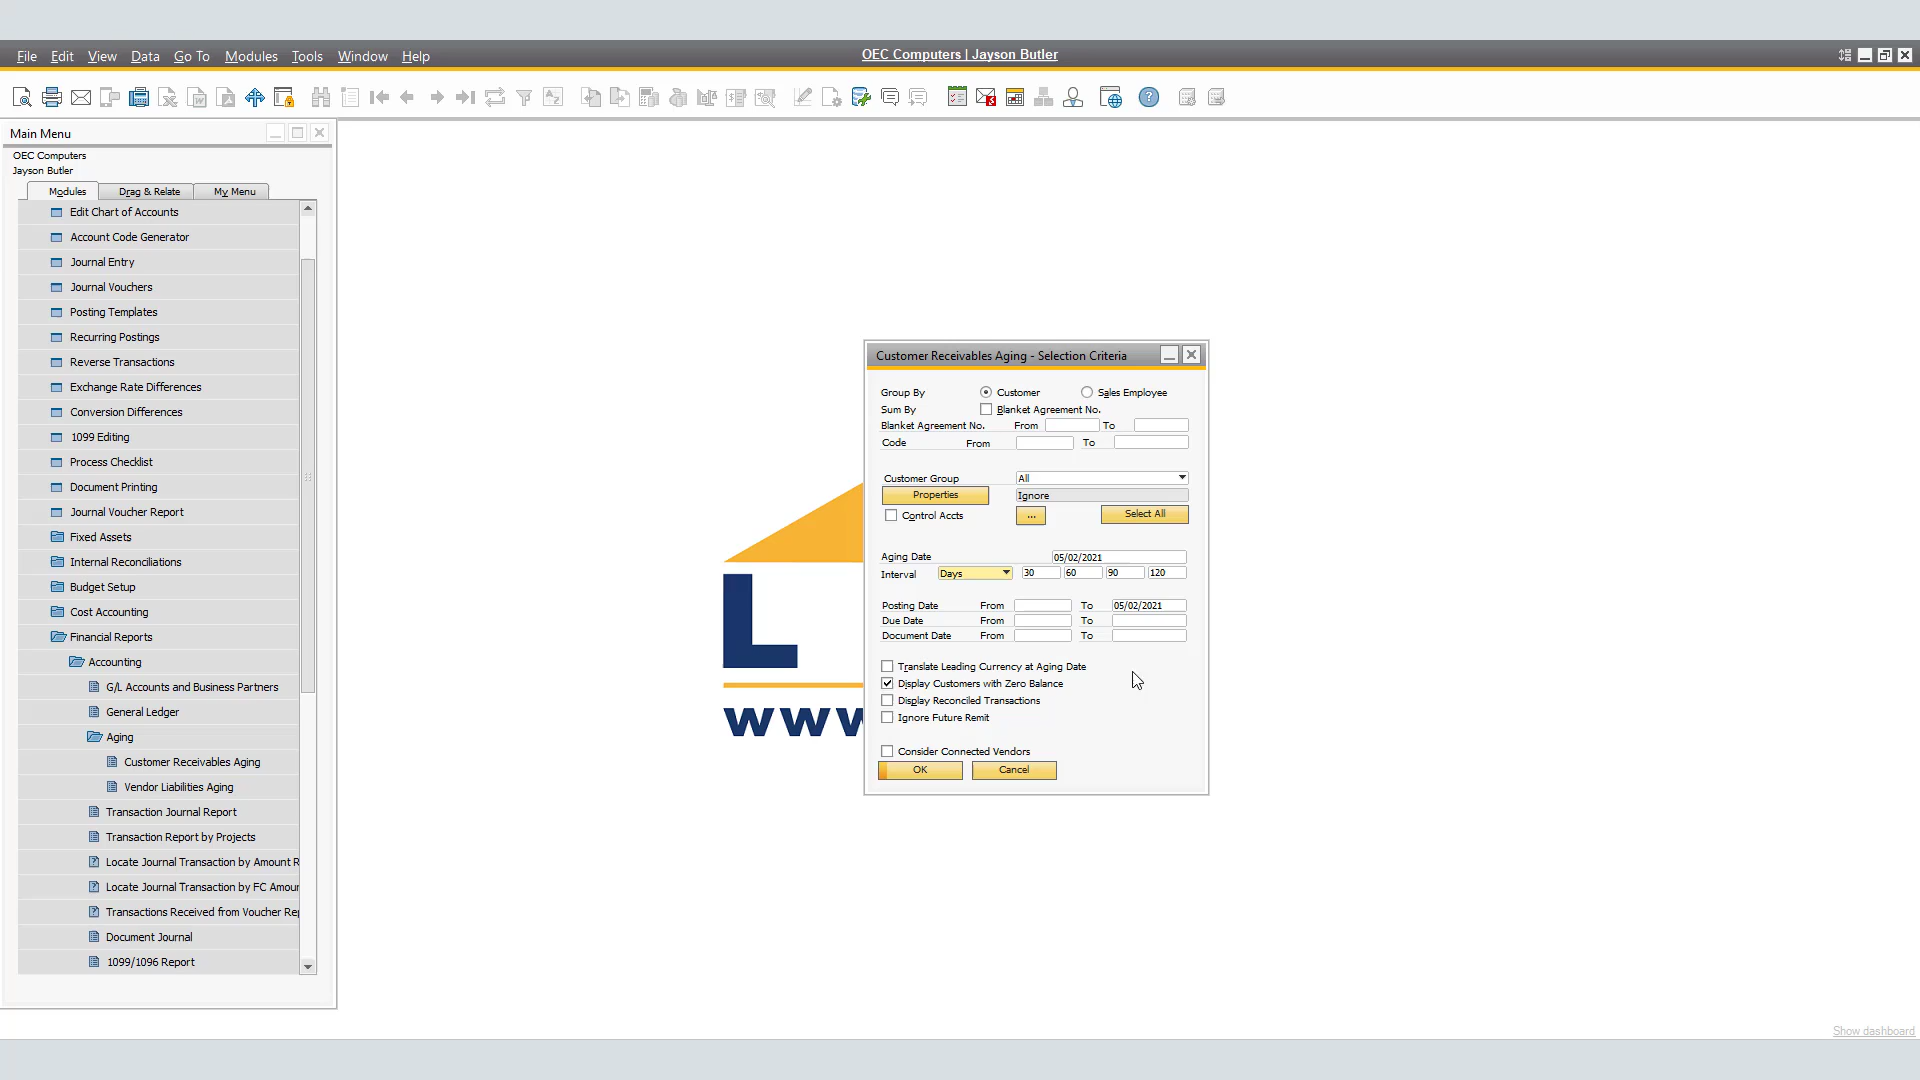 File Edit View Data Go To Modules Tools Window Help
OEC Computers | Jayson Butler
Main Menu
OEC Computers
Jayson Butler
Modules Drag & Relate My Menu
Edit Chart of Accounts
Account Code Generator
Journal Entry
Journal Vouchers
Posting Templates
Recurring Postings
Reverse Transactions
Exchange Rate Differences
Conversion Differences
1099 Editing
Process Checklist
Document Printing
Journal Voucher Report
Fixed Assets
Internal Reconciliations
Budget Setup
Cost Accounting
Financial Reports
Accounting
G/L Accounts and Business Partners
General Ledger
Aging
Customer Receivables Aging
Vendor Liabilities Aging
Transaction Journal Report
Transaction Report by Projects
Locate Journal Transaction by Amount R
Locate Journal Transaction by FC Amour
Transactions Received from Voucher Rep
Document Journal
1099/1096 Report
L
www
Customer Receivables Aging - Selection Criteria
Group By Customer Sales Employee
Sum By Blanket Agreement No.
Blanket Agreement No. From To
Code From To
Customer Group All
Properties Ignore
Control Accts ... Select All
Aging Date 05/02/2021
Interval Days 30 60 90 120
Posting Date From To 05/02/2021
Due Date From To
Document Date From To
Translate Leading Currency at Aging Date
Display Customers with Zero Balance
Display Reconciled Transactions
Ignore Future Remit
Consider Connected Vendors
OK Cancel
Show dashboard